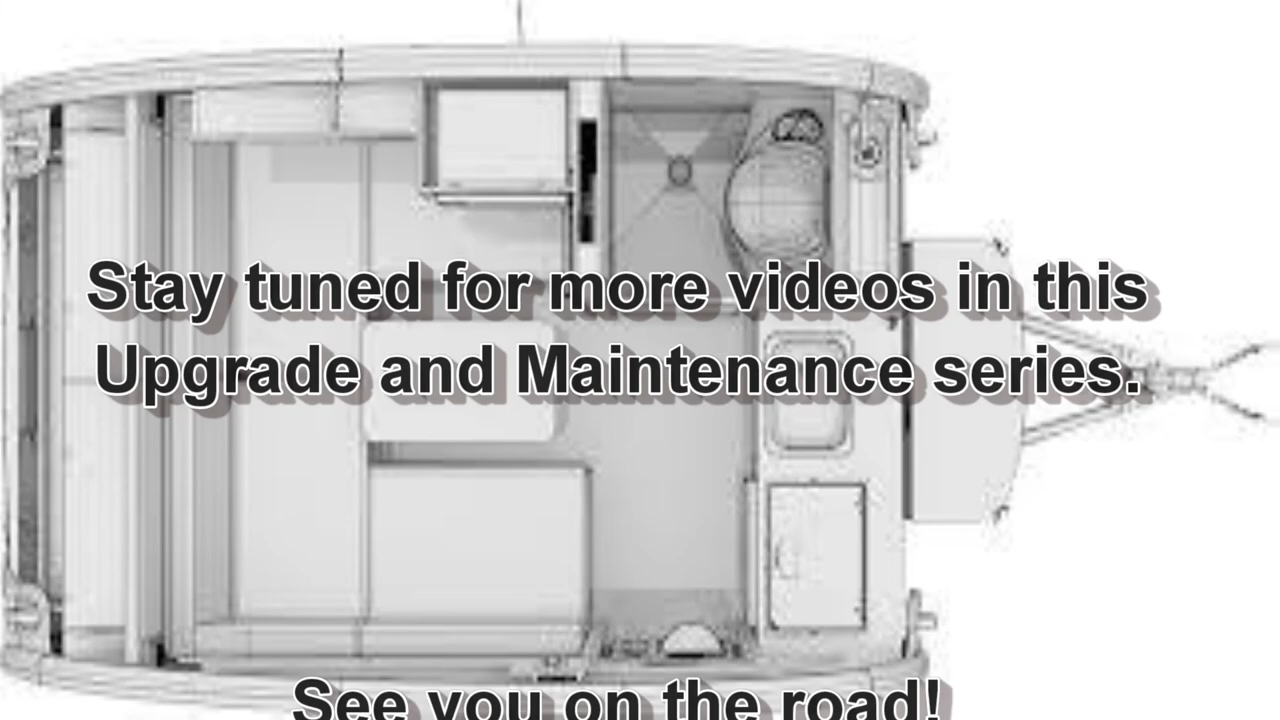 Stay tuned for more videos in this
Upgrade and Maintenance series.
See you on the road!